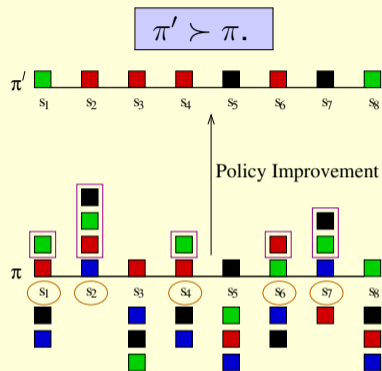 π′ ≻ π.
π′
s₁ s₂ s₃ s₄ s₅ s₆ s₇ s₈
Policy Improvement
π
s₁ s₂ s₃ s₄ s₅ s₆ s₇ s₈